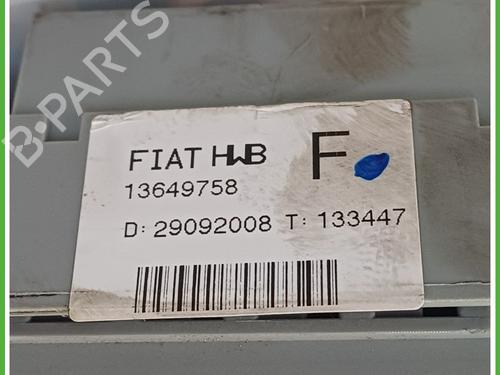 B-PARTS
FIAT HWB F
13649758
D: 29092008 T: 133447